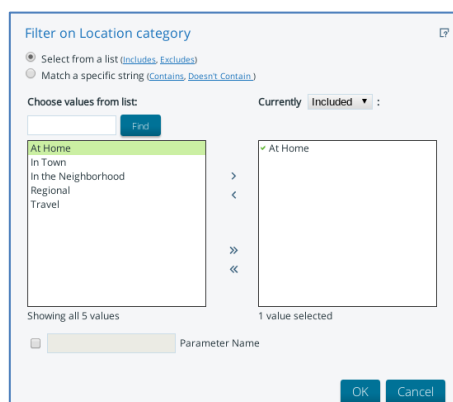 Filter on Location category
Select from a list (Includes, Excludes)
Match a specific string (Contains, Doesn't Contain )
Choose values from list:
Currently Included ▼ :
Find
At Home
In Town
In the Neighborhood
Regional
Travel
✓ At Home
>
<
»
«
Showing all 5 values
1 value selected
Parameter Name
OK Cancel